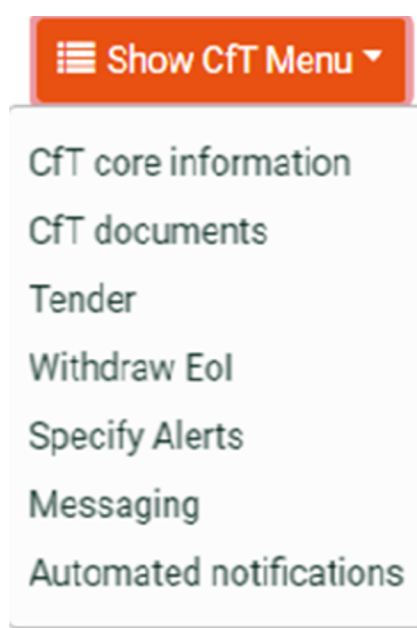 Show CfT Menu
CfT core information
CfT documents
Tender
Withdraw EoI
Specify Alerts
Messaging
Automated notifications